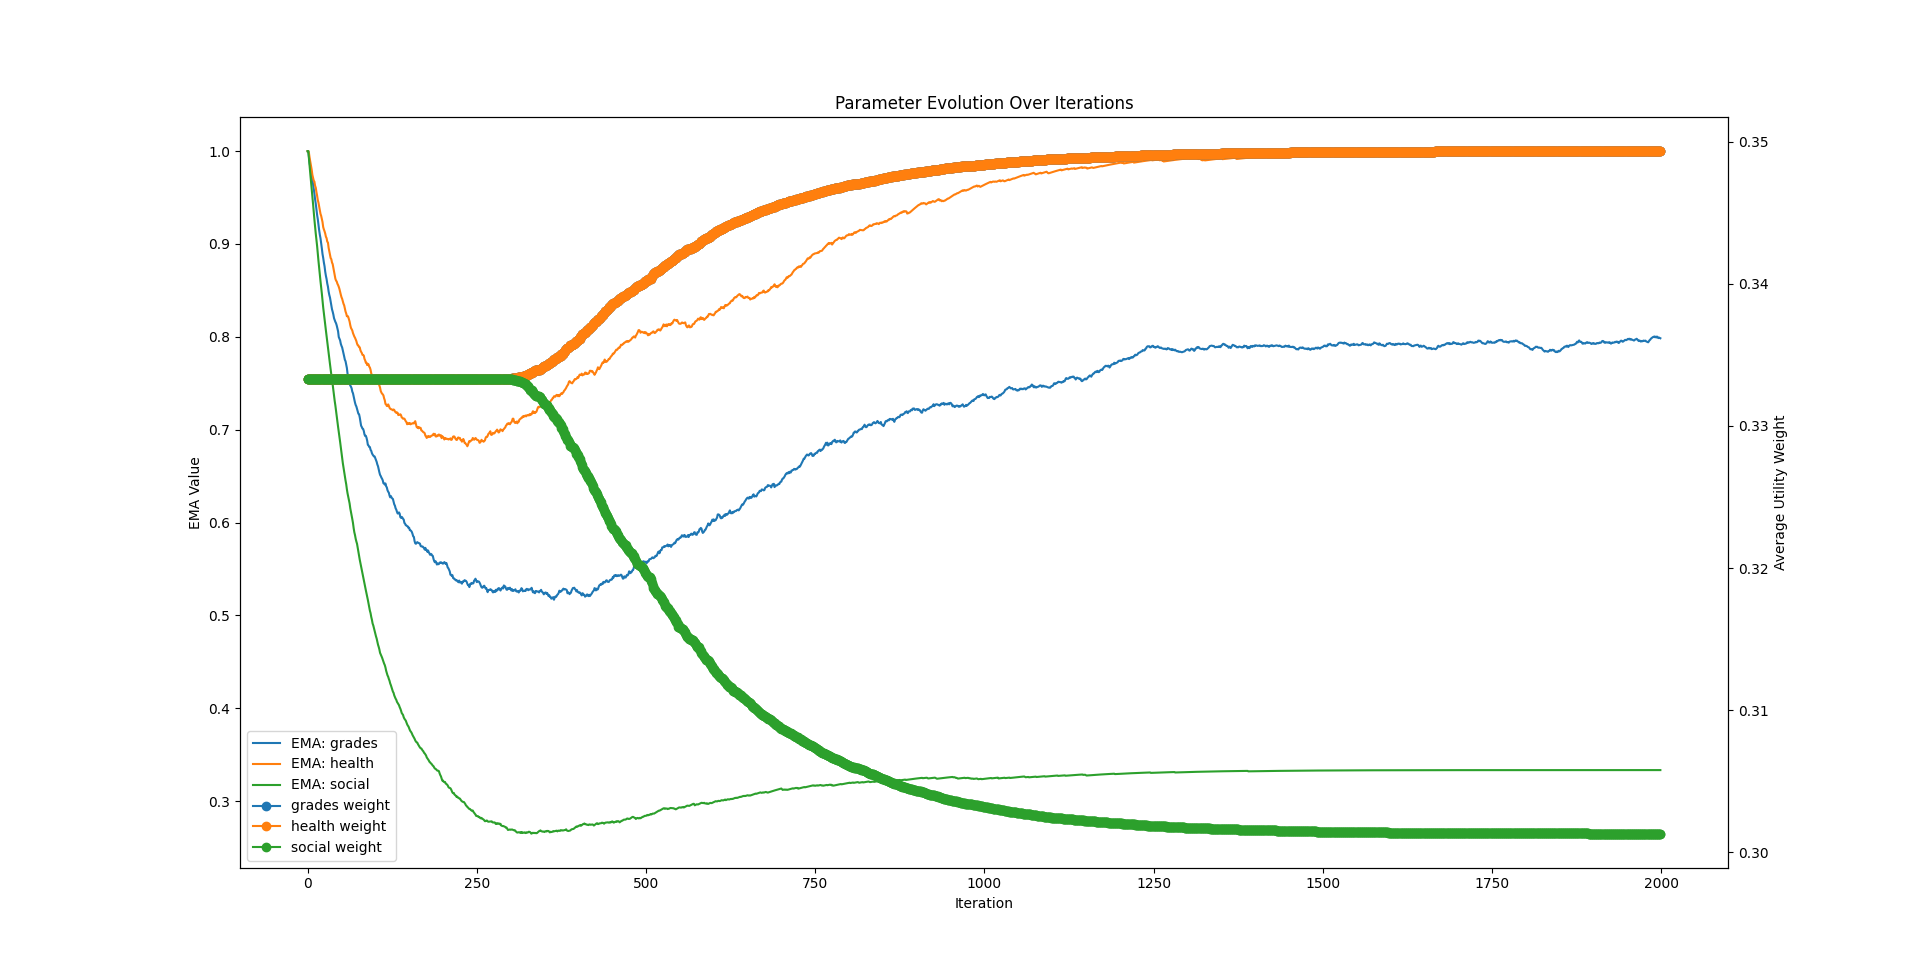 Parameter Evolution Over Iterations
1.0
0.9
0.8
0.7
0.6
0.5
0.4
0.3
EMA Value
0.35
0.34
0.33
0.32
0.31
0.30
Average Utility Weight
EMA: grades
EMA: health
EMA: social
grades weight
health weight
social weight
0 250 500 750 1000 1250 1500 1750 2000
Iteration